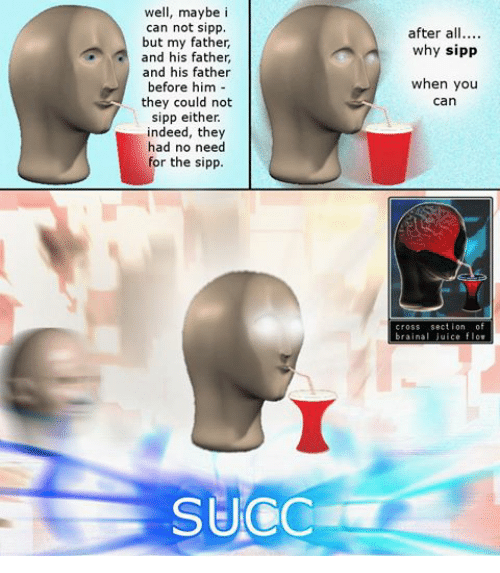 well, maybe i
can not sipp.
but my father,
and his father,
and his father
before him -
they could not
sipp either.
indeed, they
had no need
for the sipp.
after all....
why sipp
when you
can
cross section of
brainal juice flow
SUCC